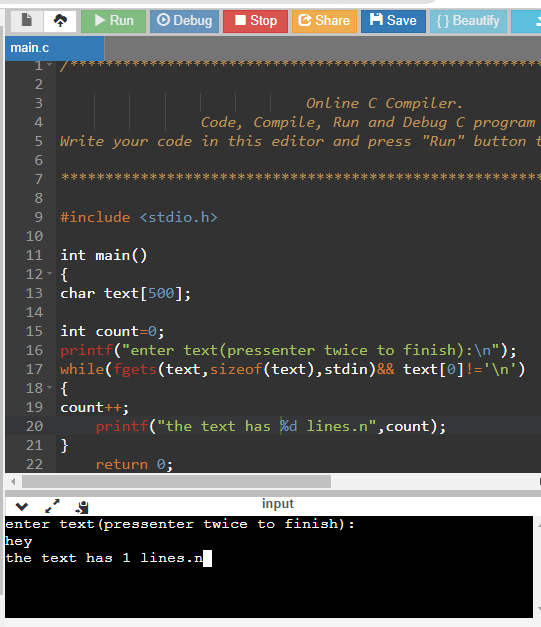 Run Debug Stop Share Save { } Beautify
main.c
1 /******************************************************
2
3 Online C Compiler.
4 Code, Compile, Run and Debug C program
5 Write your code in this editor and press "Run" button t
6
7 *******************************************************
8
9 #include <stdio.h>
10
11 int main()
12 {
13 char text[500];
14
15 int count=0;
16 printf("enter text(pressenter twice to finish):\n");
17 while(fgets(text,sizeof(text),stdin)&& text[0]!='\n')
18 {
19 count++;
20 printf("the text has %d lines.n",count);
21 }
22 return 0;
input
enter text(pressenter twice to finish):
hey
the text has 1 lines.n